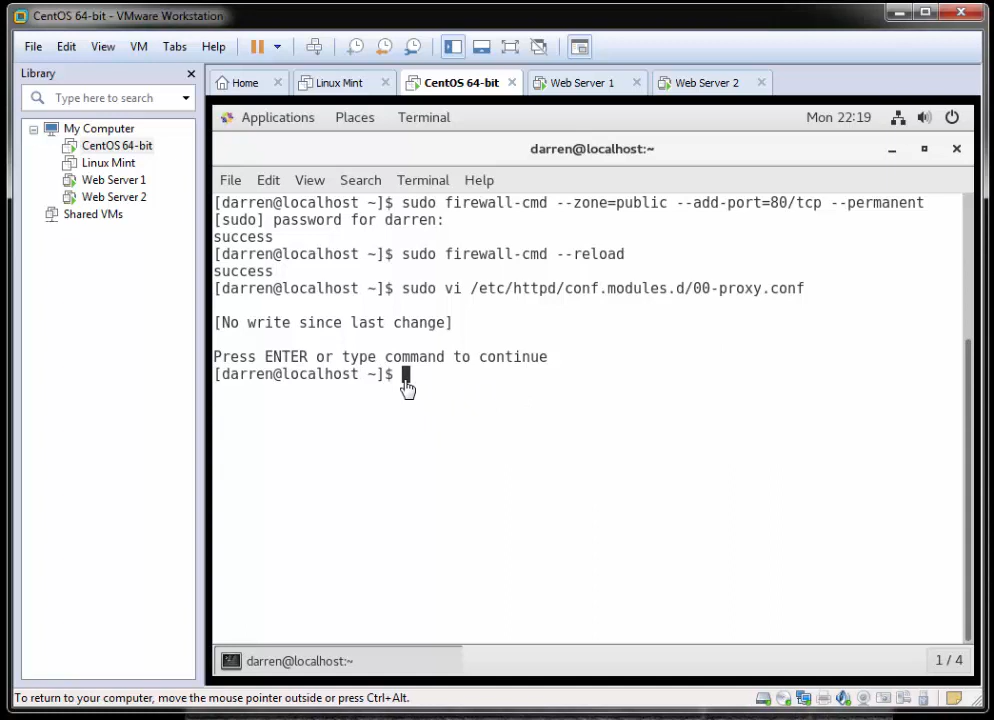 CentOS 64-bit - VMware Workstation
File Edit View VM Tabs Help
Library
Type here to search
My Computer
CentOS 64-bit
Linux Mint
Web Server 1
Web Server 2
Shared VMs
Home Linux Mint CentOS 64-bit Web Server 1 Web Server 2
Applications Places Terminal Mon 22:19
darren@localhost:~
File Edit View Search Terminal Help
[darren@localhost ~]$ sudo firewall-cmd --zone=public --add-port=80/tcp --permanent
[sudo] password for darren:
success
[darren@localhost ~]$ sudo firewall-cmd --reload
success
[darren@localhost ~]$ sudo vi /etc/httpd/conf.modules.d/00-proxy.conf
[No write since last change]
Press ENTER or type command to continue
[darren@localhost ~]$
darren@localhost:~ 1 / 4
To return to your computer, move the mouse pointer outside or press Ctrl+Alt.